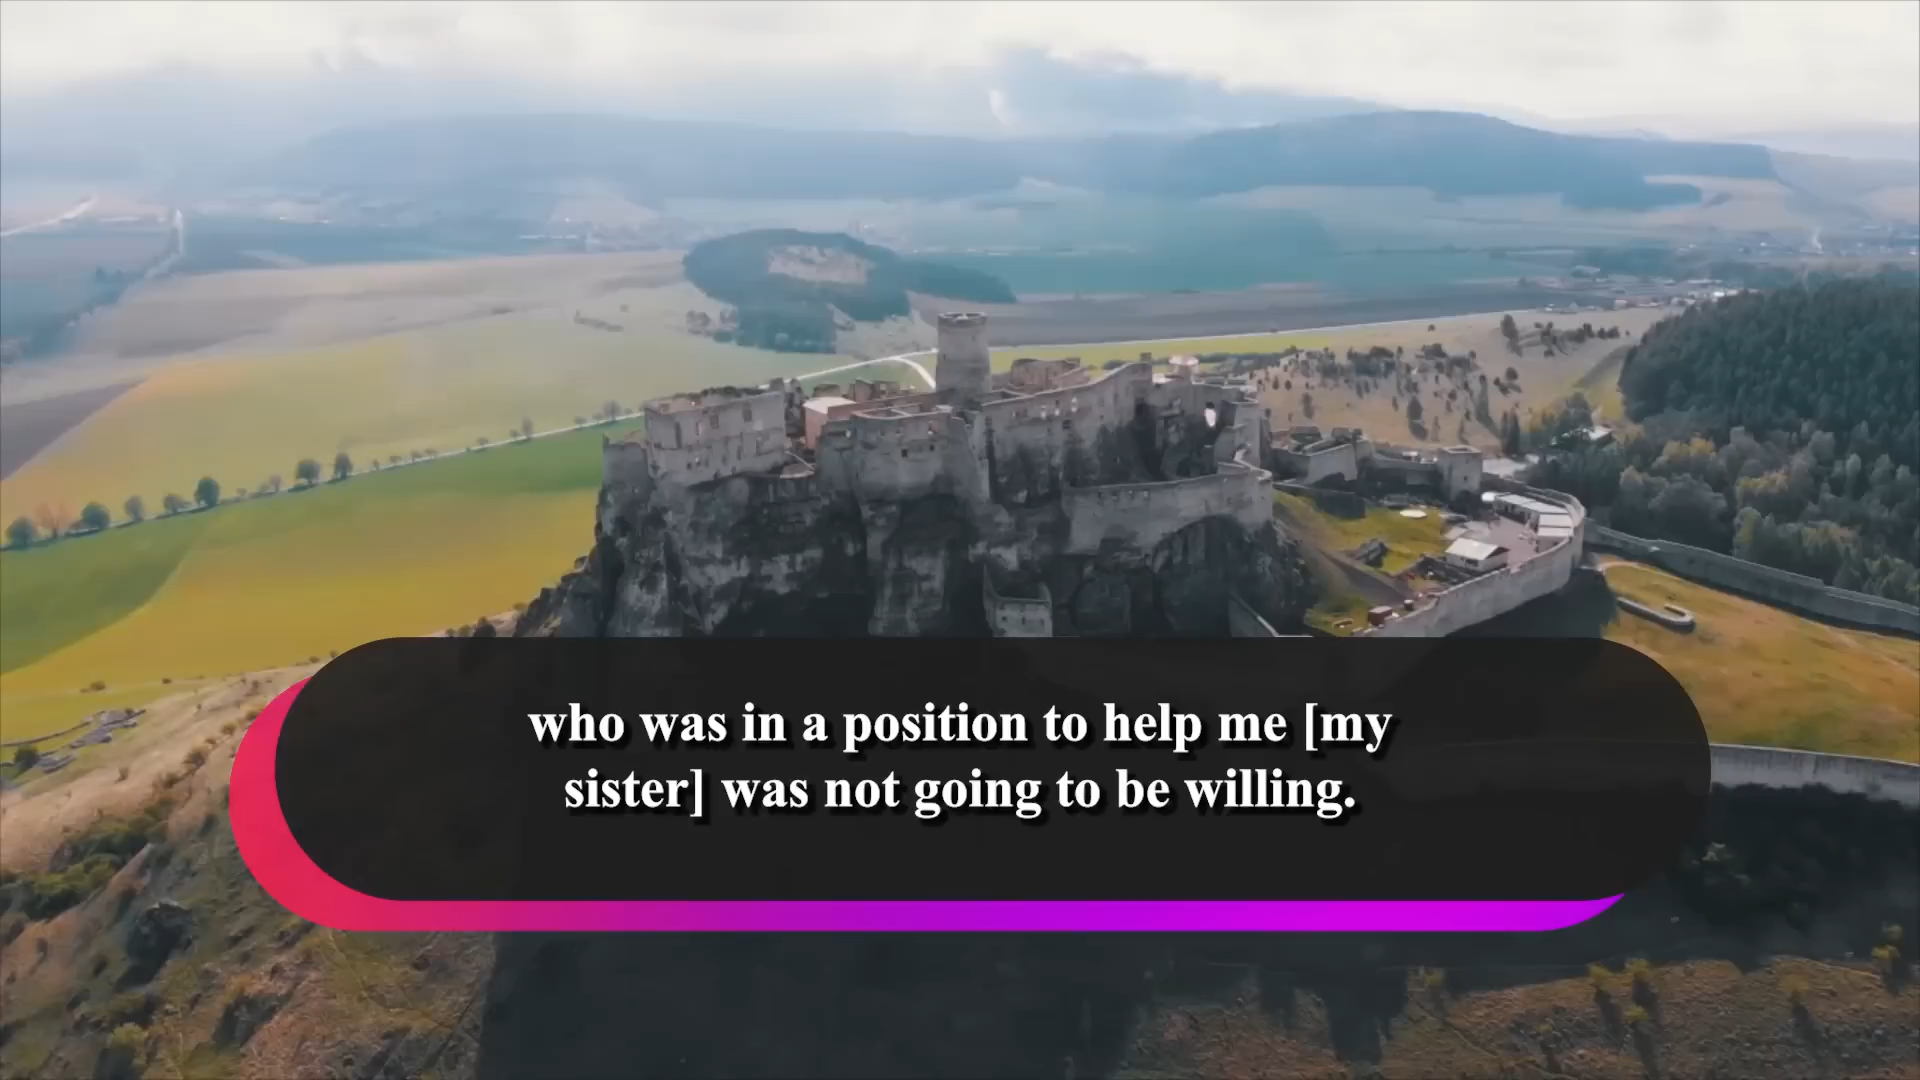 who was in a position to help me [my
sister] was not going to be willing.